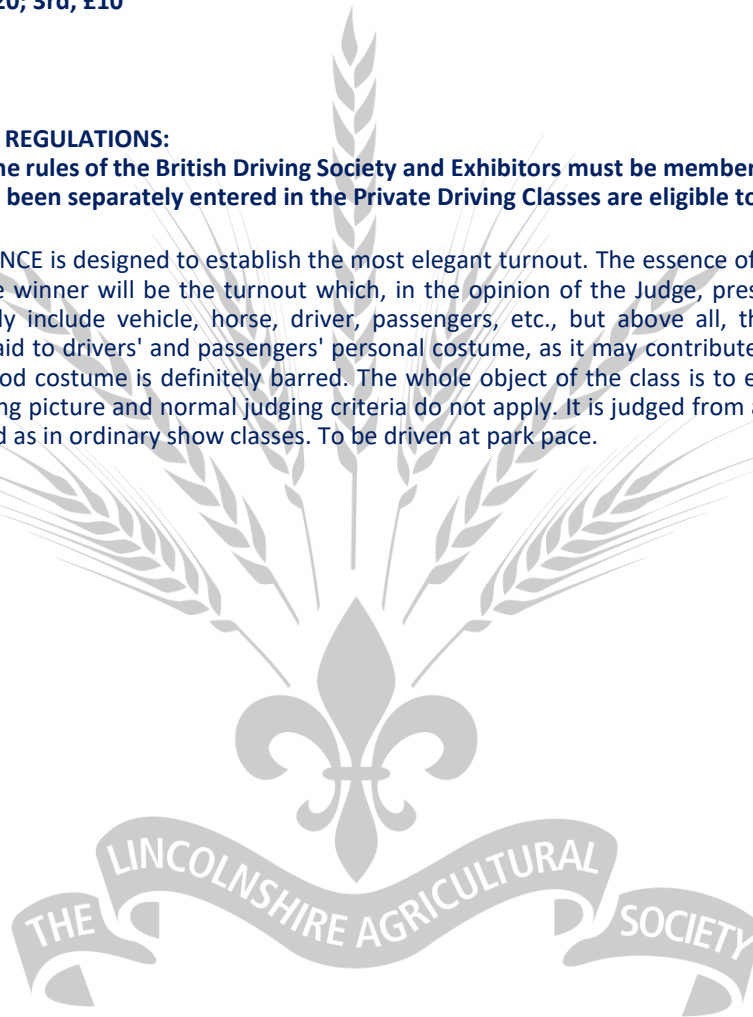 20; 3rd, £10
REGULATIONS:
he rules of the British Driving Society and Exhibitors must be member
been separately entered in the Private Driving Classes are eligible to
NCE is designed to establish the most elegant turnout. The essence of
e winner will be the turnout which, in the opinion of the Judge, pres
ly include vehicle, horse, driver, passengers, etc., but above all, th
aid to drivers' and passengers' personal costume, as it may contribute
od costume is definitely barred. The whole object of the class is to e
ng picture and normal judging criteria do not apply. It is judged from a
d as in ordinary show classes. To be driven at park pace.
THE LINCOLNSHIRE AGRICULTURAL SOCIETY